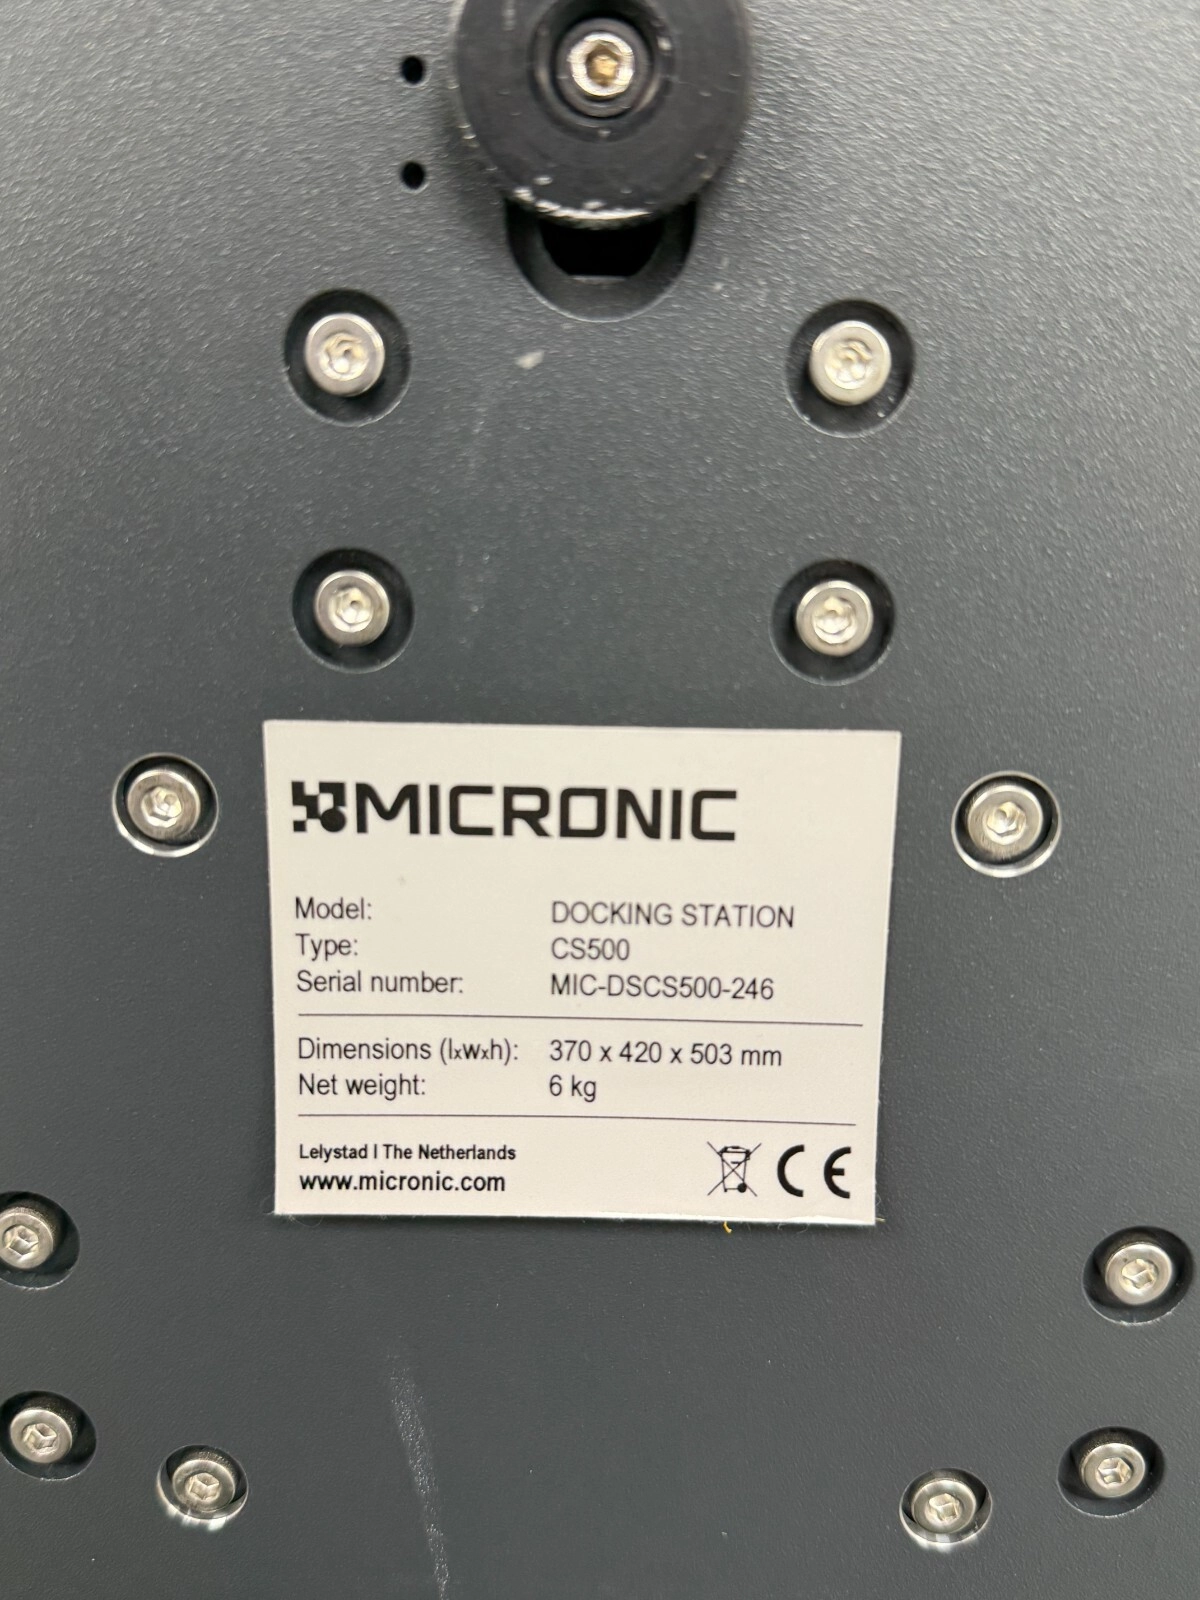 MICRONIC
Model: DOCKING STATION
Type: CS500
Serial number: MIC-DSCS500-246
Dimensions (lxwxh): 370 x 420 x 503 mm
Net weight: 6 kg
Lelystad I The Netherlands
www.micronic.com
CE